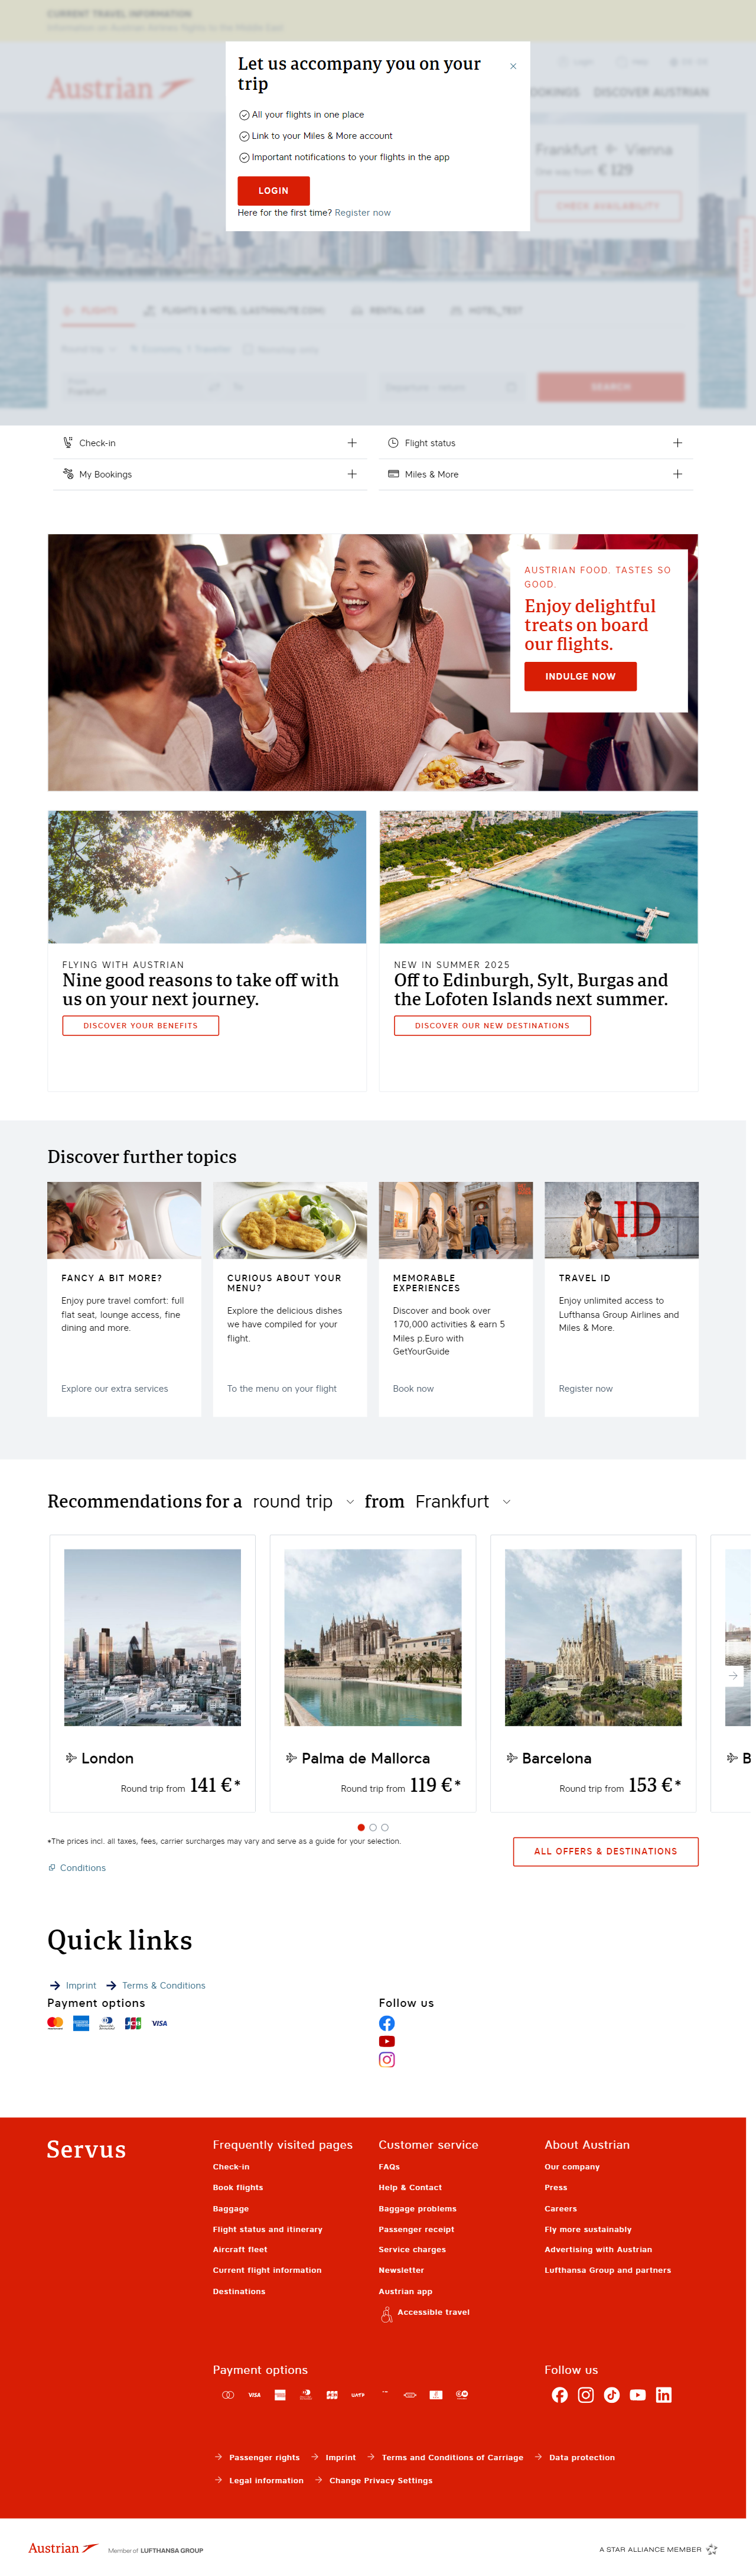 CURRENT TRAVEL INFORMATION
Let us accompany you on your
trip
All your flights in one place
Link to your Miles & More account
Important notifications to your flights in the app
LOGIN
Here for the first time? Register now
Login
Help
Austrian
DISCOVER AUSTRIAN
Frankfurt
Vienna
One way from € 129
CHECK AVAILABILITY
FLIGHTS
FLIGHTS & HOTEL (LASTMINUTE.COM)
RENTAL CAR
HOTEL_TEST
Round trip
Economy, 1 Traveller
Nonstop only
From
Frankfurt
To
Departure - return
SEARCH
Check-in
Flight status
My Bookings
Miles & More
AUSTRIAN FOOD. TASTES SO
GOOD.
Enjoy delightful
treats on board
our flights.
INDULGE NOW
FLYING WITH AUSTRIAN
Nine good reasons to take off with
us on your next journey.
DISCOVER YOUR BENEFITS
NEW IN SUMMER 2025
Off to Edinburgh, Sylt, Burgas and
the Lofoten Islands next summer.
DISCOVER OUR NEW DESTINATIONS
Discover further topics
ID
FANCY A BIT MORE?
Enjoy pure travel comfort: full
flat seat, lounge access, fine
dining and more.
Explore our extra services
CURIOUS ABOUT YOUR
MENU?
Explore the delicious dishes
we have compiled for your
flight.
To the menu on your flight
MEMORABLE
EXPERIENCES
Discover and book over
170,000 activities & earn 5
Miles p.Euro with
GetYourGuide
Book now
TRAVEL ID
Enjoy unlimited access to
Lufthansa Group Airlines and
Miles & More.
Register now
Recommendations for a round trip from Frankfurt
London
Round trip from 141 €*
Palma de Mallorca
Round trip from 119 €*
Barcelona
Round trip from 153 €*
B
*The prices incl. all taxes, fees, carrier surcharges may vary and serve as a guide for your selection.
ALL OFFERS & DESTINATIONS
Conditions
Quick links
Imprint
Terms & Conditions
Payment options
VISA
Follow us
Servus
Frequently visited pages
Check-in
Book flights
Baggage
Flight status and itinerary
Aircraft fleet
Current flight information
Destinations
Customer service
FAQs
Help & Contact
Baggage problems
Passenger receipt
Service charges
Newsletter
Austrian app
Accessible travel
About Austrian
Our company
Press
Careers
Fly more sustainably
Advertising with Austrian
Lufthansa Group and partners
Payment options
VISA
UATP
Follow us
Passenger rights
Imprint
Terms and Conditions of Carriage
Data protection
Legal information
Change Privacy Settings
Austrian
Member of LUFTHANSA GROUP
A STAR ALLIANCE MEMBER